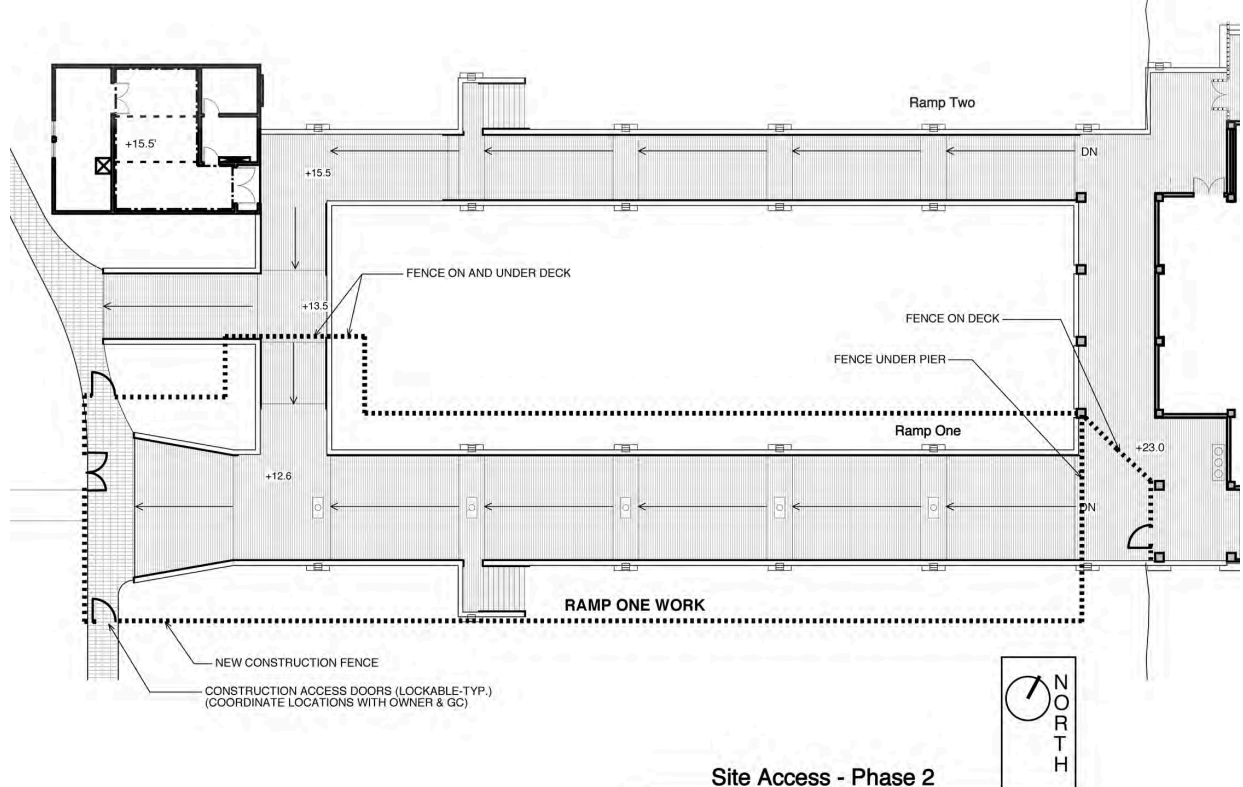 Ramp Two
+15.5'
DN
+15.5
FENCE ON AND UNDER DECK
+13.5
FENCE ON DECK
FENCE UNDER PIER
Ramp One
+23.0
+12.6
DN
RAMP ONE WORK
NEW CONSTRUCTION FENCE
CONSTRUCTION ACCESS DOORS (LOCKABLE-TYP.)
(COORDINATE LOCATIONS WITH OWNER & GC)
NORTH
Site Access - Phase 2